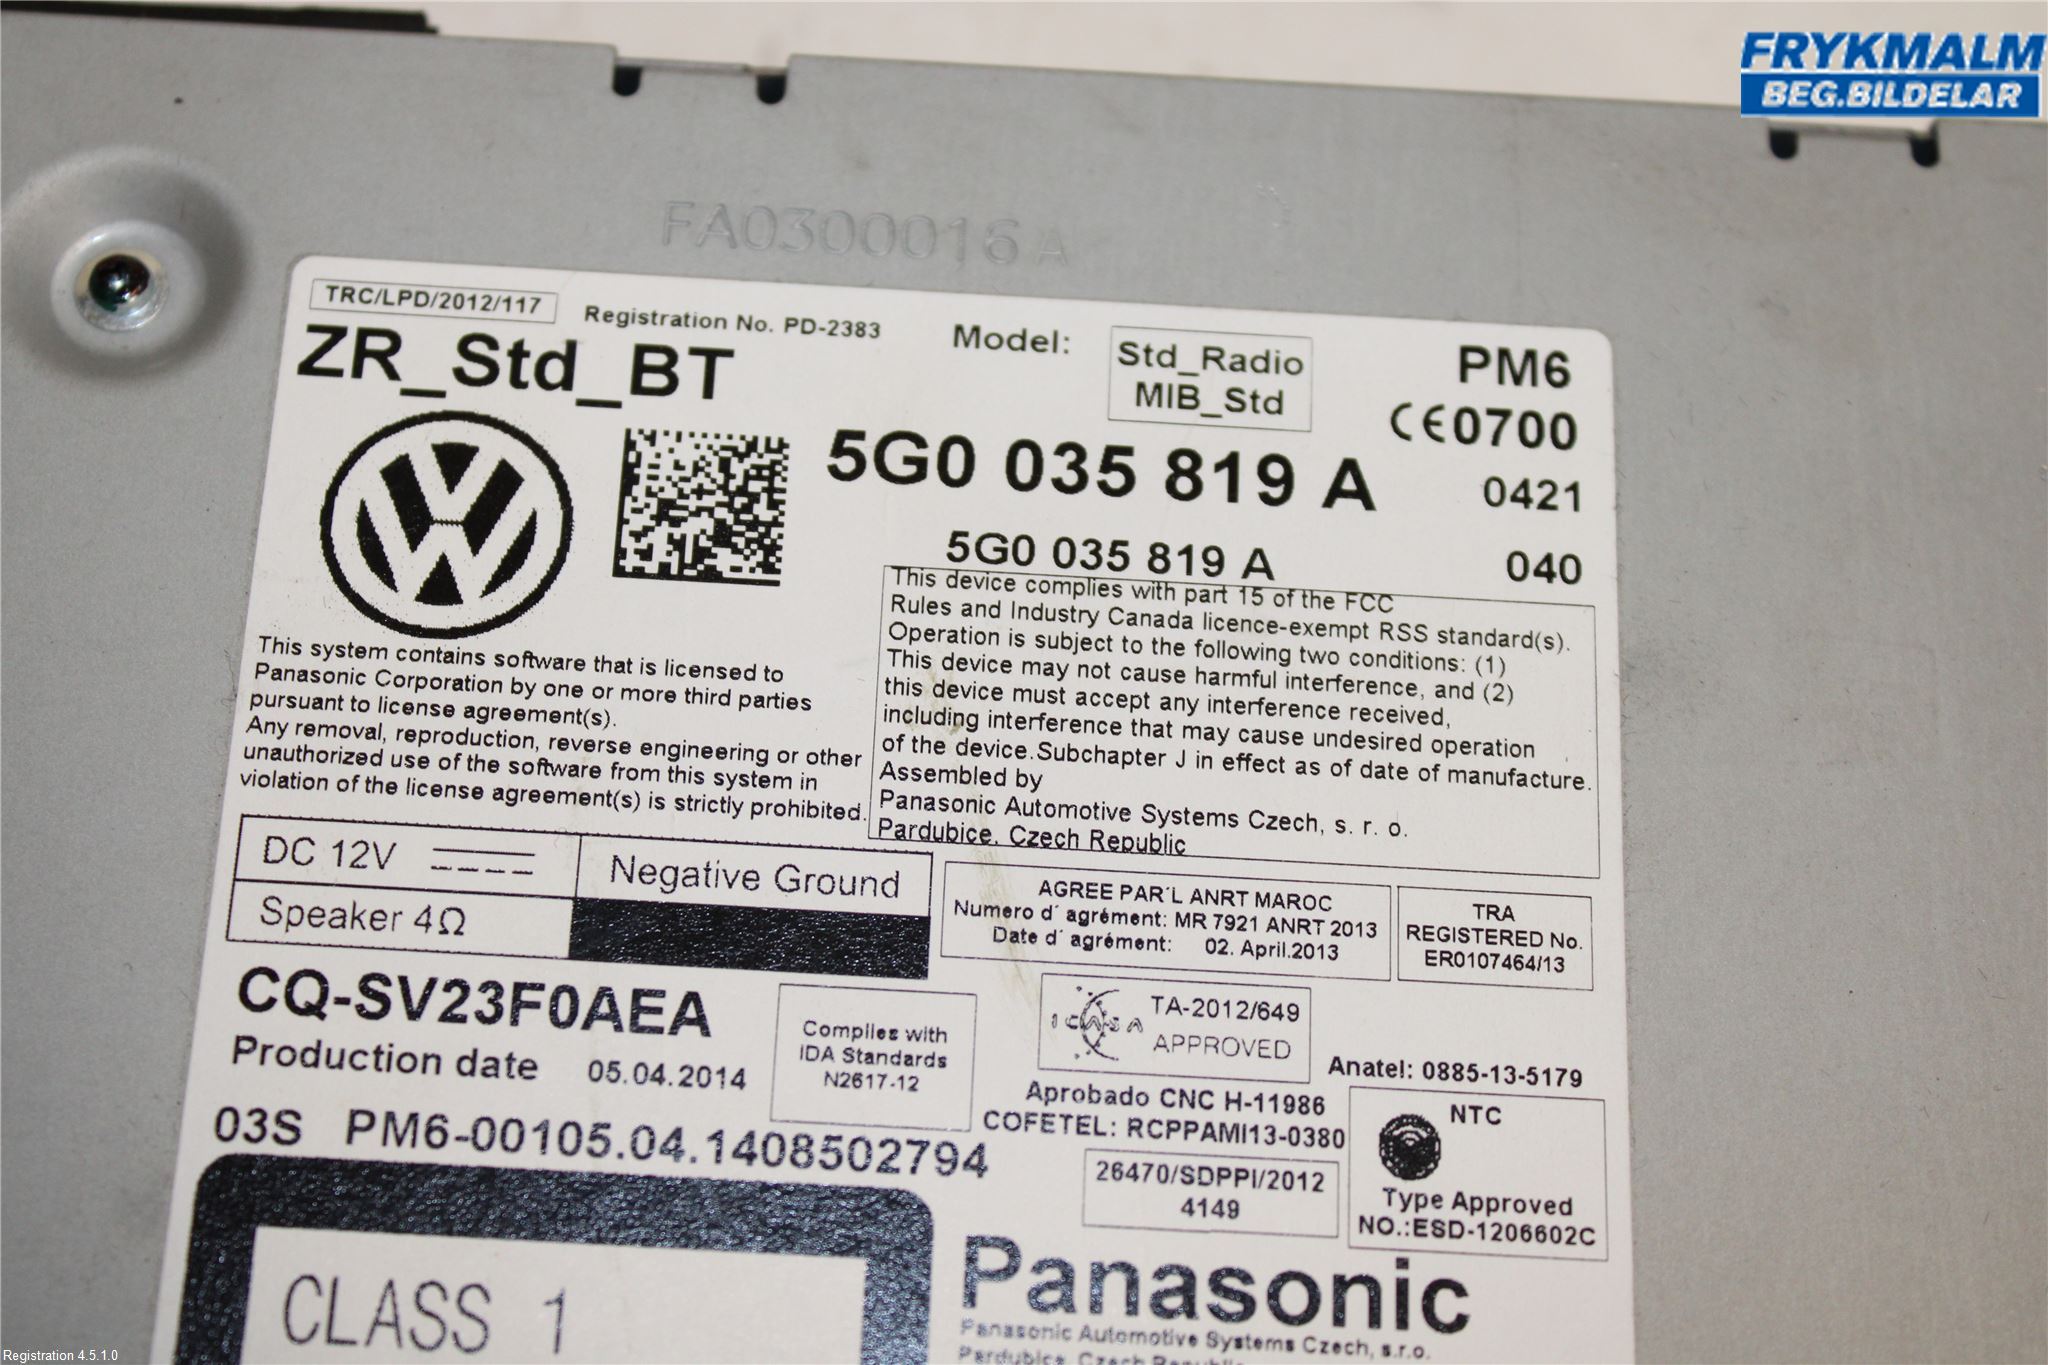 FRYKMALM
BEG.BILDELAR
FA0300016A
TRC/LPD/2012/117
Registration No. PD-2383
Model:
Std_Radio
MIB_Std
PM6
ZR_Std_BT
CE0700
5G0 035 819 A
0421
5G0 035 819 A
040
This device complies with part 15 of the FCC
Rules and Industry Canada licence-exempt RSS standard(s).
Operation is subject to the following two conditions: (1)
This device may not cause harmful interference, and (2)
this device must accept any interference received,
including interference that may cause undesired operation
of the device.Subchapter J in effect as of date of manufacture.
Assembled by
Panasonic Automotive Systems Czech, s. r. o.
Pardubice, Czech Republic
This system contains software that is licensed to
Panasonic Corporation by one or more third parties
pursuant to license agreement(s).
Any removal, reproduction, reverse engineering or other
unauthorized use of the software from this system in
violation of the license agreement(s) is strictly prohibited.
DC 12V
Negative Ground
Speaker 4Ω
AGREE PAR´L ANRT MAROC
Numero d´ agrément: MR 7921 ANRT 2013
Date d´ agrément: 02. April.2013
TRA
REGISTERED No.
ER0107464/13
CQ-SV23F0AEA
Production date 05.04.2014
Complies with
IDA Standards
N2617-12
ICASA
TA-2012/649
APPROVED
Anatel: 0885-13-5179
Aprobado CNC H-11986
COFETEL: RCPPAMI13-0380
NTC
Type Approved
NO.:ESD-1206602C
03S PM6-00105.04.1408502794
26470/SDPPI/2012
4149
CLASS 1
Panasonic
Panasonic Automotive Systems Czech, s.r.o.
Pardubice, Czech Republic
Registration 4.5.1.0